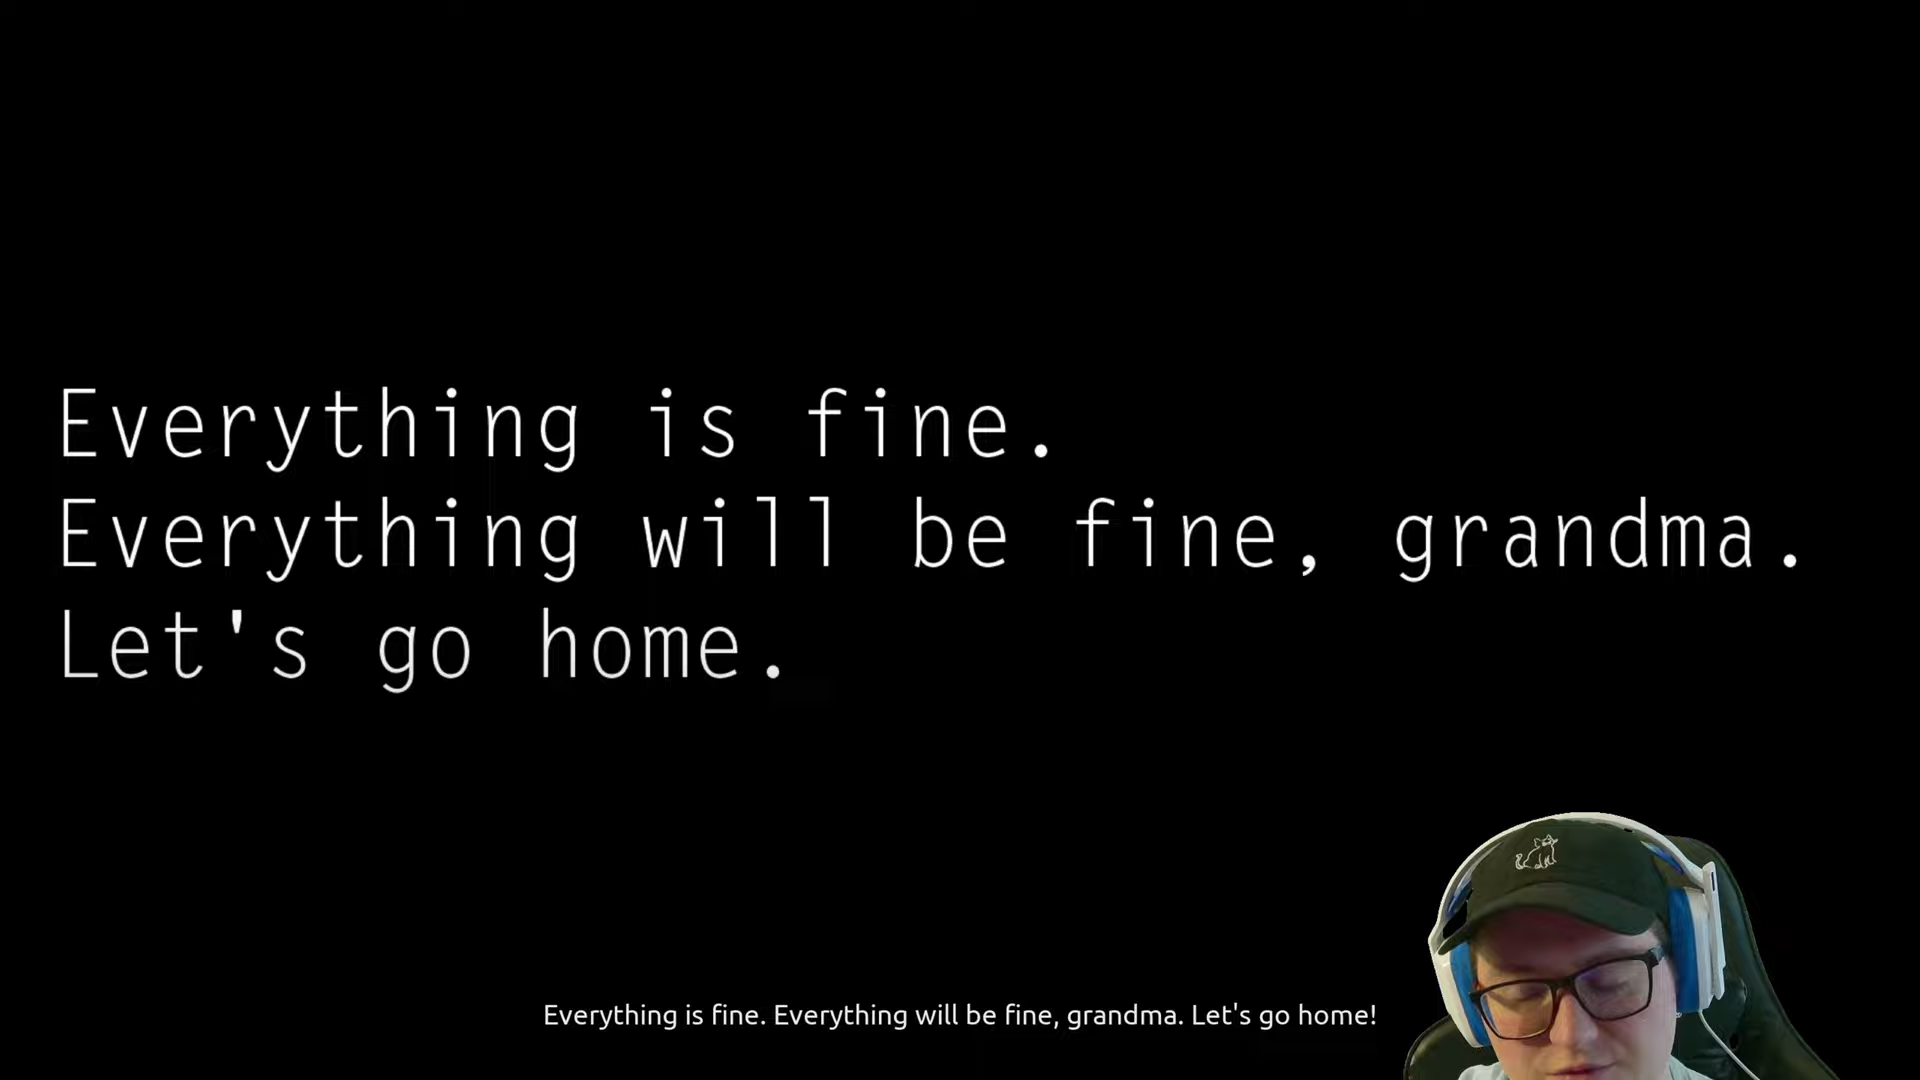 Everything is fine.
Everything will be fine, grandma.
Let's go home.
Everything is fine. Everything will be fine, grandma. Let's go home!